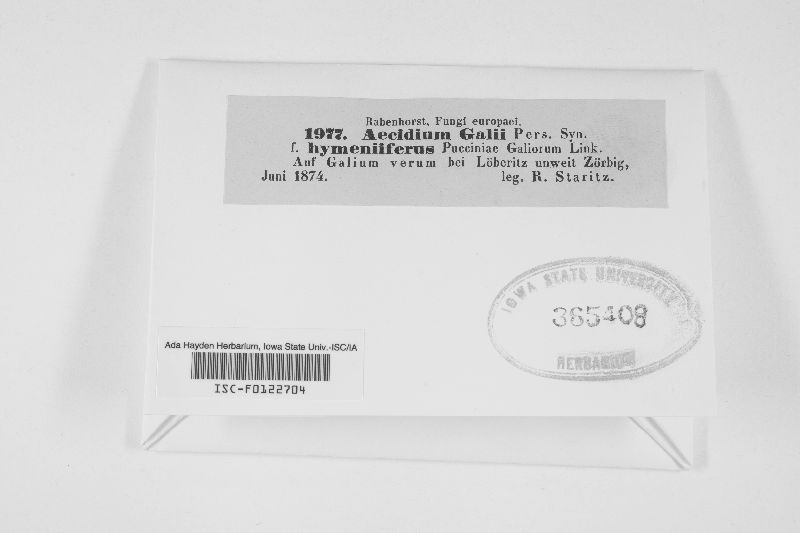 Rabenhorst, Fungi europaei.
1977. Aecidium Galii Pers. Syn.
f. hymeniiferus Pucciniae Galiorum Link.
Auf Galium verum bei Löberitz unweit Zörbig,
Juni 1874. leg. R. Staritz.
IOWA STATE UNIVERSITY
365408
HERBARIUM
Ada Hayden Herbarium, Iowa State Univ.-ISC/IA
ISC-F0122704